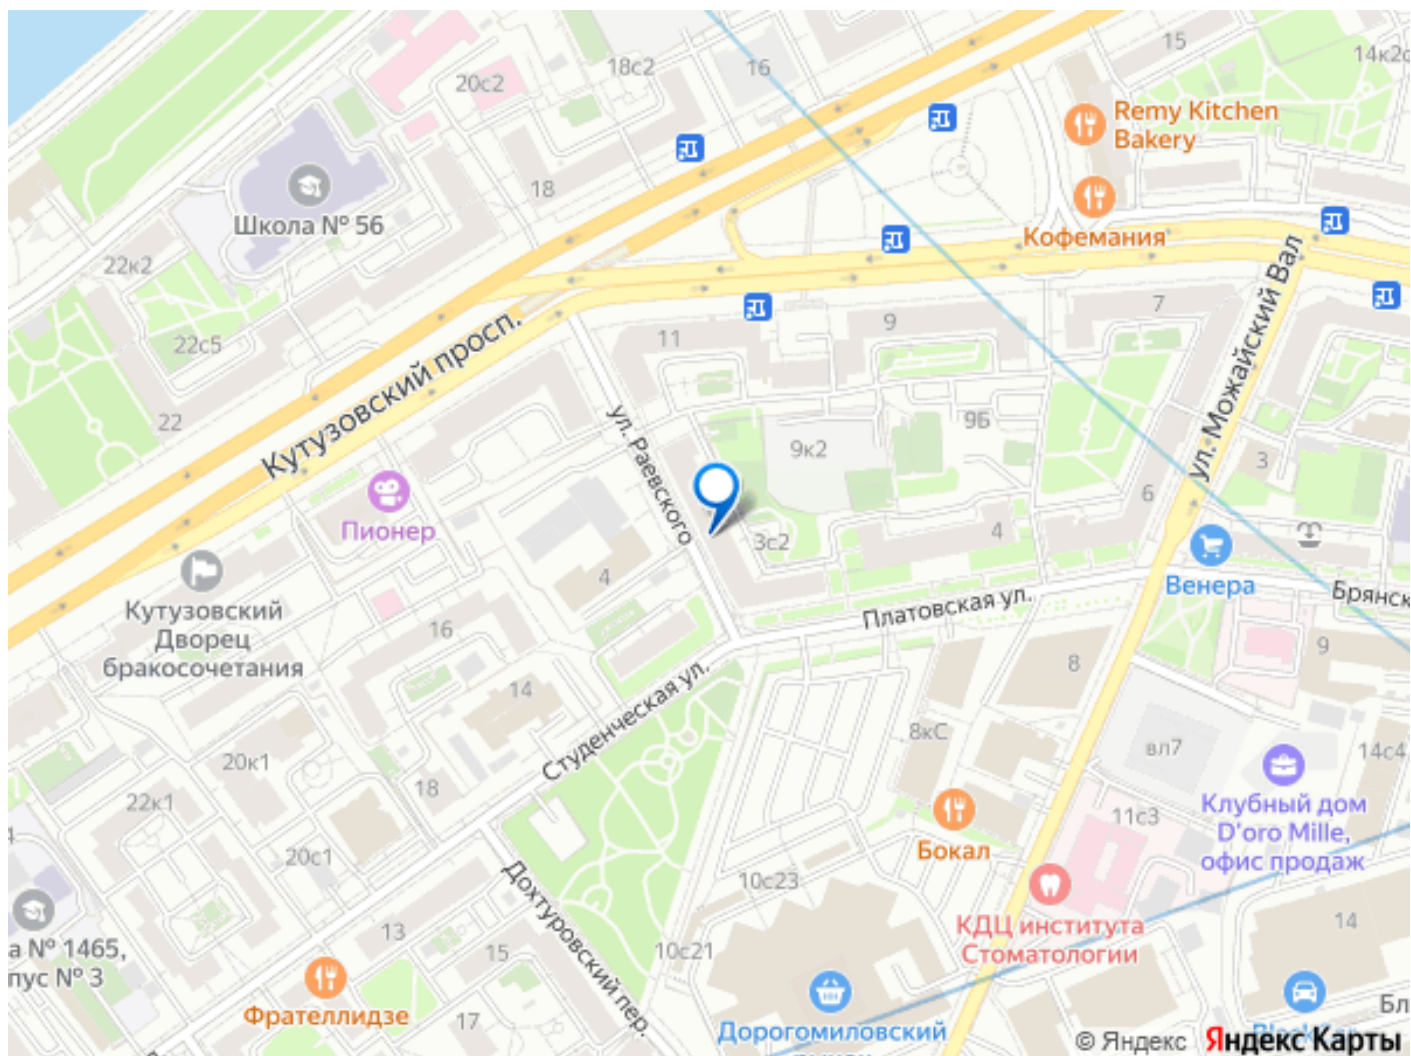 15
14к2с
18с2
16
20с2
Remy Kitchen
Bakery
18
Школа № 56
Кофемания
22к2
ул. Можайский Вал
22с5
11
9
7
Кутузовский просп.
22
ул. Раевского
9Б
9к2
3
6
Пионер
3с2
4
4
Венера
Брянск
Кутузовский
Дворец
бракосочетания
16
Платовская ул.
8
9
14
Студенческая ул.
8кС
вл7
14с4
20к1
18
22к1
Клубный дом
D'oro Mille,
офис продаж
11с3
Бокал
20с1
10с23
Дохтуровский пер.
КДЦ института
Стоматологии
14
13
15
10с21
а № 1465,
пус № 3
Фрателлидзе
17
Дорогомиловский
Бл
© Яндекс Яндекс Карты